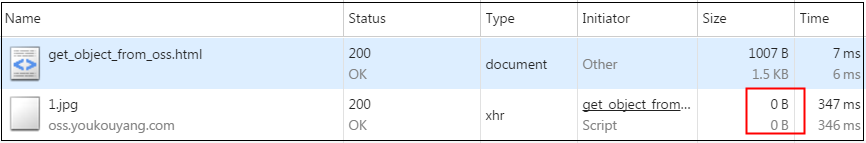 Name Status Type Initiator Size Time
get_object_from_oss.html 200 OK document Other 1007 B 1.5 KB 7 ms 6 ms
1.jpg oss.youkouyang.com 200 OK xhr get_object_from... Script 0 B 0 B 347 ms 346 ms